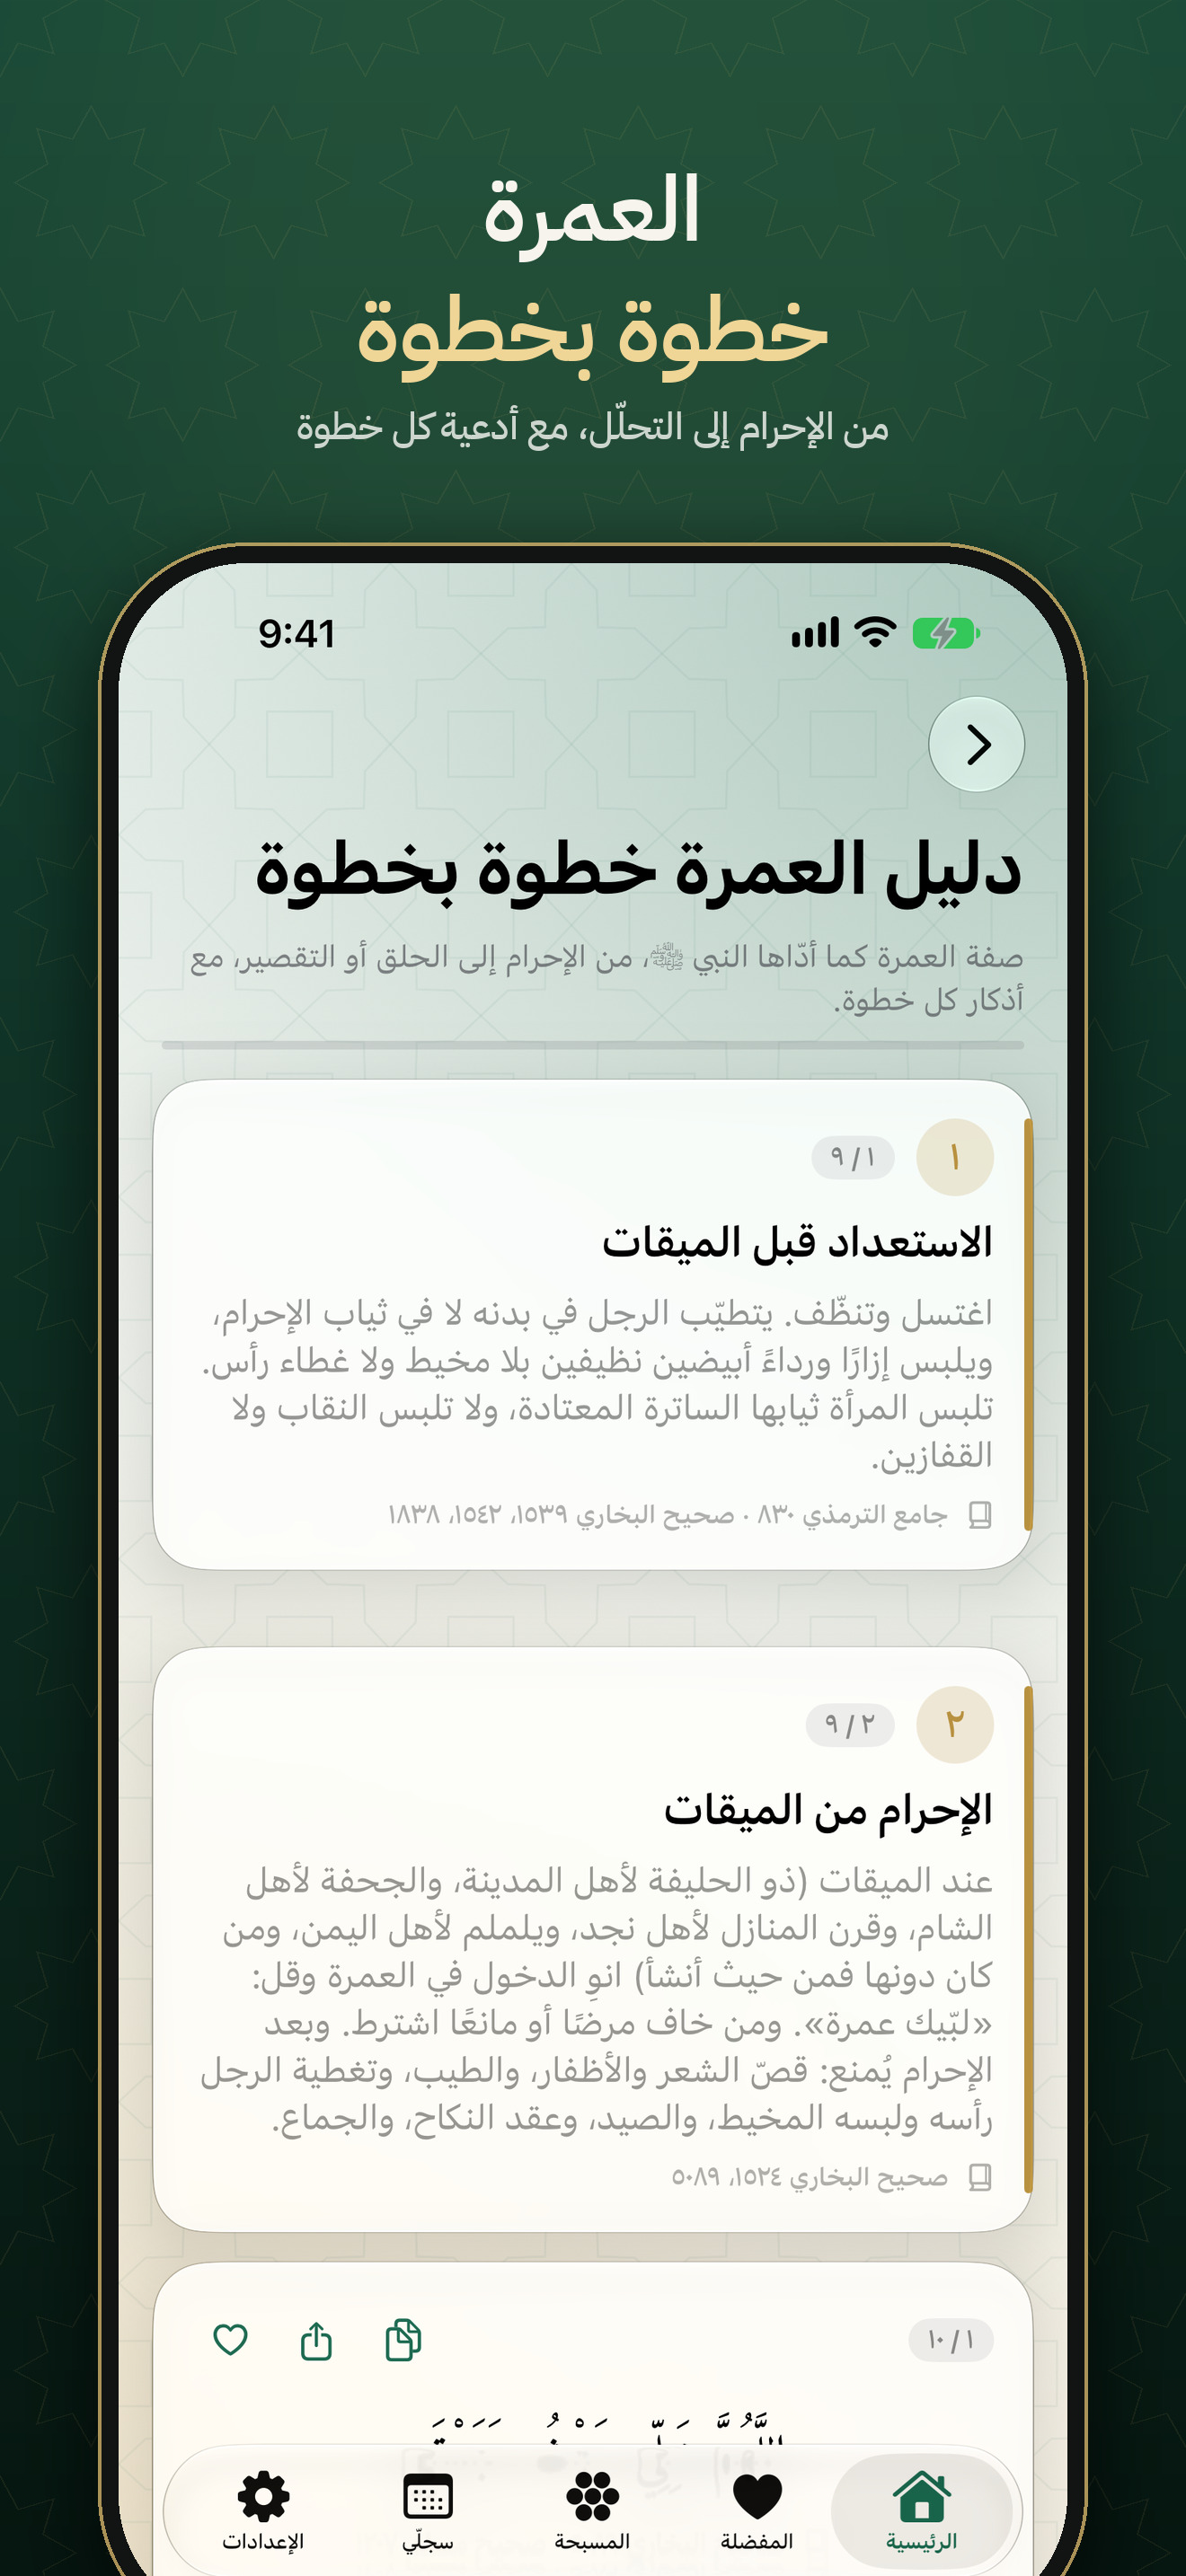 العمرة
خطوة بخطوة
من الإحرام إلى التحلّل، مع أدعية كل خطوة
9:41
دليل العمرة خطوة بخطوة
صفة العمرة كما أدّاها النبي ﷺ، من الإحرام إلى الحلق أو التقصير، مع
أذكار كل خطوة.
١
١ / ٩
الاستعداد قبل الميقات
اغتسل وتنظّف. يتطيّب الرجل في بدنه لا في ثياب الإحرام،
ويلبس إزارًا ورداءً أبيضين نظيفين بلا مخيط ولا غطاء رأس.
تلبس المرأة ثيابها الساترة المعتادة، ولا تلبس النقاب ولا
القفازين.
جامع الترمذي ٨٣٠ · صحيح البخاري ١٥٣٩، ١٥٤٢، ١٨٣٨
٢
٢ / ٩
الإحرام من الميقات
عند الميقات (ذو الحليفة لأهل المدينة، والجحفة لأهل
الشام، وقرن المنازل لأهل نجد، ويلملم لأهل اليمن، ومن
كان دونها فمن حيث أنشأ) انوِ الدخول في العمرة وقل:
«لبّيك عمرة». ومن خاف مرضًا أو مانعًا اشترط. وبعد
الإحرام يُمنع: قصّ الشعر والأظفار، والطيب، وتغطية الرجل
رأسه ولبسه المخيط، والصيد، وعقد النكاح، والجماع.
صحيح البخاري ١٥٢٤، ٥٠٨٩
١ / ١٠
الرئيسية
المفضلة
المسبحة
سجلّي
الإعدادات